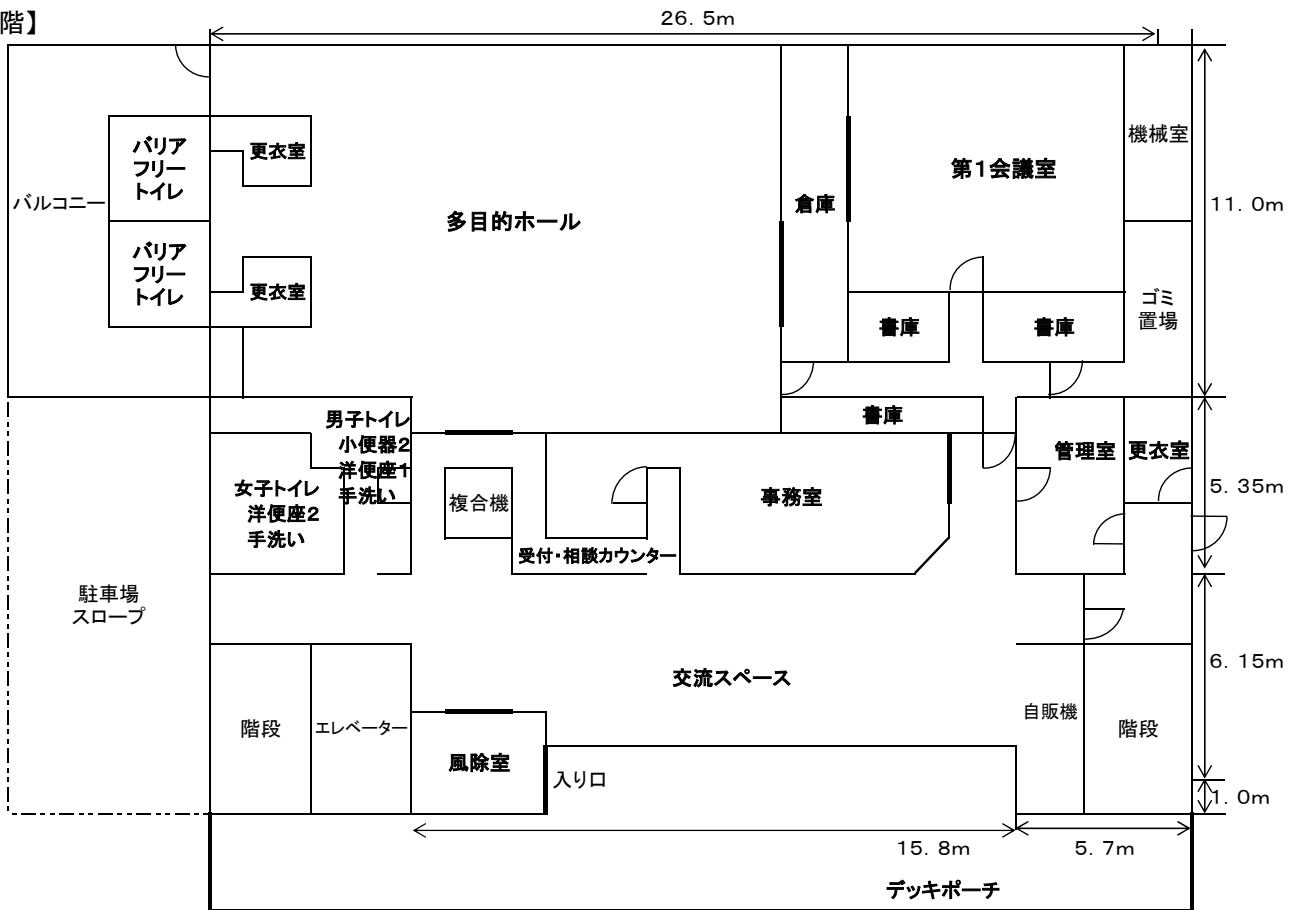 階】
26.5m
バリア
フリー
トイレ
更衣室
機械室
第1会議室
バルコニー
倉庫
11.0m
多目的ホール
バリア
フリー
トイレ
更衣室
ゴミ
置場
書庫
書庫
書庫
男子トイレ
小便器2
洋便座1
手洗い
管理室
更衣室
女子トイレ
洋便座2
手洗い
複合機
事務室
5.35m
受付・相談カウンター
駐車場
スロープ
交流スペース
6.15m
階段
エレベーター
自販機
階段
風除室
入り口
1.0m
15.8m
5.7m
デッキポーチ